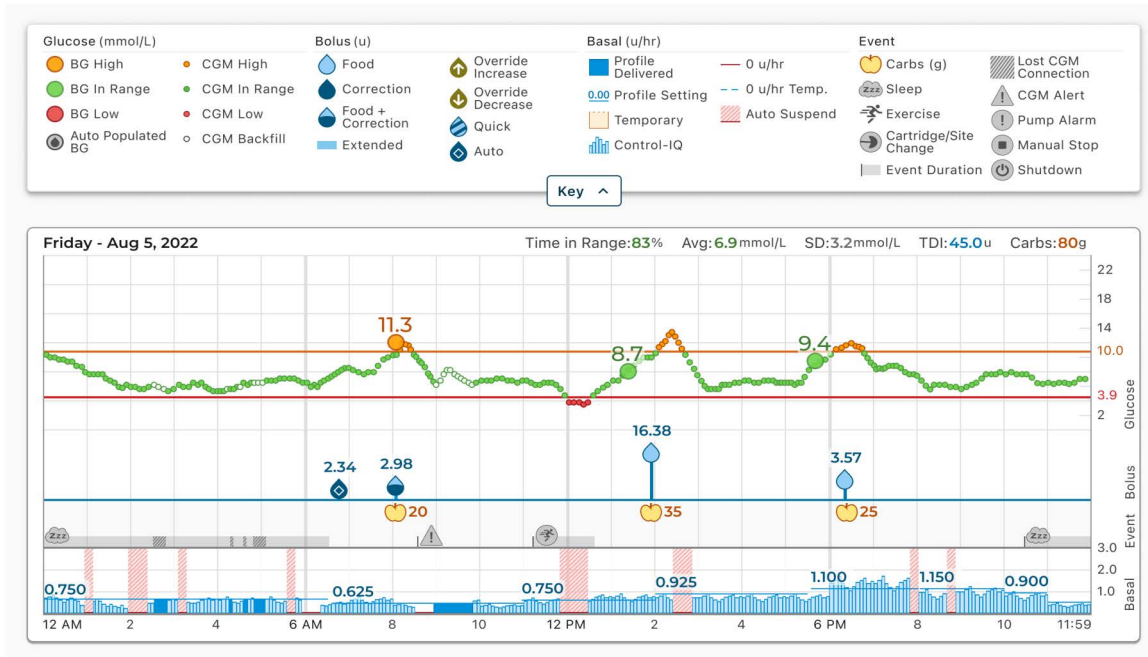 Glucose (mmol/L)
BG High
CGM High
BG In Range
CGM In Range
BG Low
CGM Low
Auto Populated
BG
CGM Backfill
Bolus (u)
Food
Override
Increase
Correction
Override
Decrease
Food +
Correction
Quick
Extended
Auto
Basal (u/hr)
Profile
Delivered
0 u/hr
0.00 Profile Setting
0 u/hr Temp.
Temporary
Auto Suspend
Control-IQ
Event
Carbs (g)
Lost CGM
Connection
Zzz Sleep
CGM Alert
Exercise
Pump Alarm
Cartridge/Site
Change
Manual Stop
Event Duration
Shutdown
Key
Friday - Aug 5, 2022
Time in Range:83% Avg:6.9mmol/L SD:3.2mmol/L TDI:45.0u Carbs:80g
22
18
14
11.3
10.0
8.7
9.4
3.9
2
Glucose
16.38
2.34
2.98
3.57
Bolus
20
35
25
Zzz
Zzz
Event
3.0
2.0
1.0
0.750
0.625
0.750
0.925
1.100
1.150
0.900
Basal
12 AM 2 4 6 AM 8 10 12 PM 2 4 6 PM 8 10 11:59